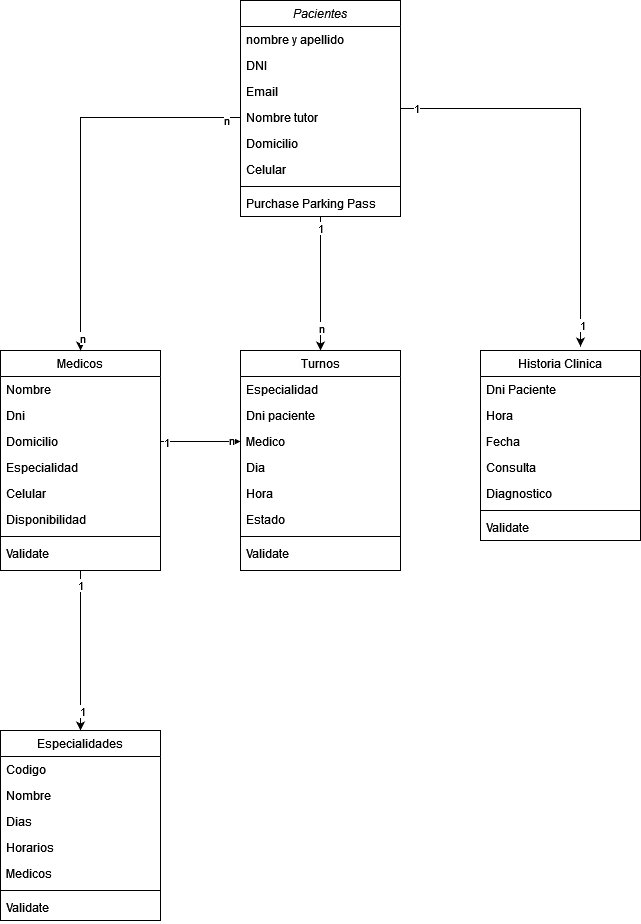 Pacientes
nombre y apellido
DNI
Email
Nombre tutor
Domicilio
Celular
Purchase Parking Pass
n
1
1
n
n
1
Medicos
Nombre
Dni
Domicilio
Especialidad
Celular
Disponibilidad
Validate
1
n
Turnos
Especialidad
Dni paciente
Medico
Dia
Hora
Estado
Validate
Historia Clinica
Dni Paciente
Hora
Fecha
Consulta
Diagnostico
Validate
1
1
Especialidades
Codigo
Nombre
Dias
Horarios
Medicos
Validate